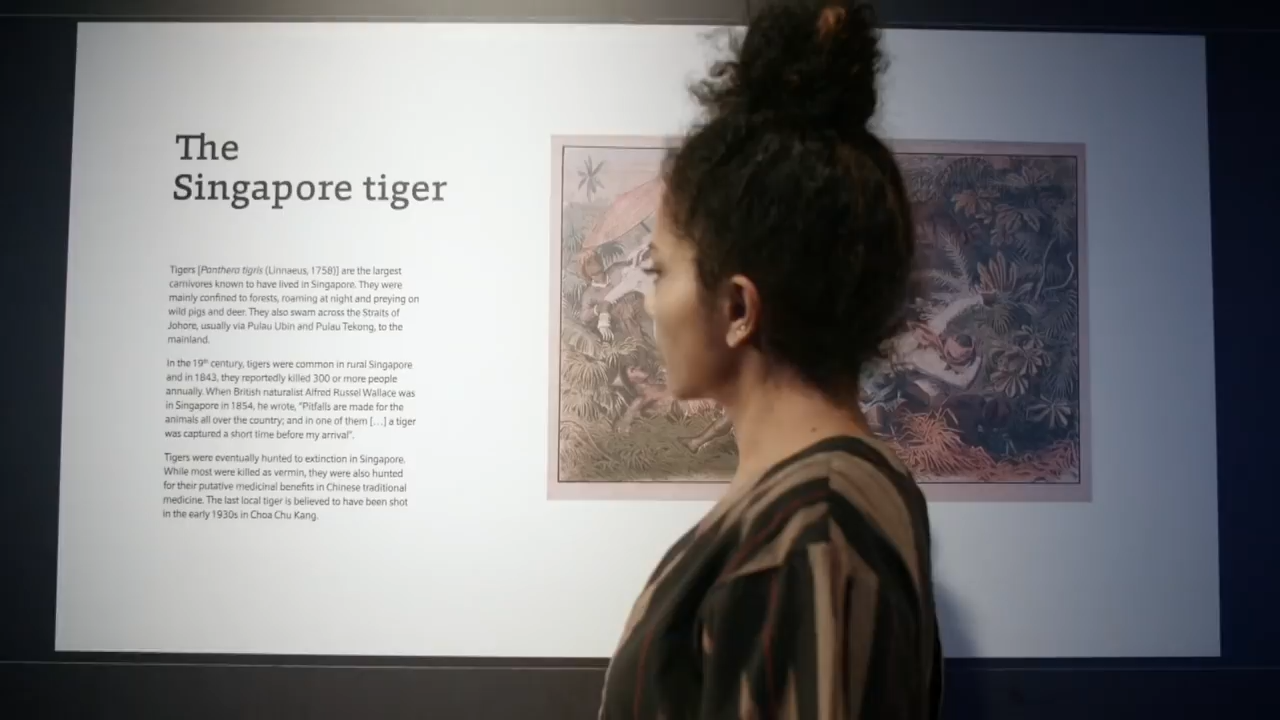 The
Singapore tiger
Tigers [Panthera tigris (Linnaeus, 1758)] are the largest
carnivores known to have lived in Singapore. They were
mainly confined to forests, roaming at night and preying on
wild pigs and deer. They also swam across the Straits of
Johore, usually via Pulau Ubin and Pulau Tekong, to the
mainland.
In the 19th century, tigers were common in rural Singapore
and in 1843, they reportedly killed 300 or more people
annually. When British naturalist Alfred Russel Wallace was
in Singapore in 1854, he wrote, "Pitfalls are made for the
animals all over the country; and in one of them [...] a tiger
was captured a short time before my arrival".
Tigers were eventually hunted to extinction in Singapore.
While most were killed as vermin, they were also hunted
for their putative medicinal benefits in Chinese traditional
medicine. The last local tiger is believed to have been shot
in the early 1930s in Choa Chu Kang.